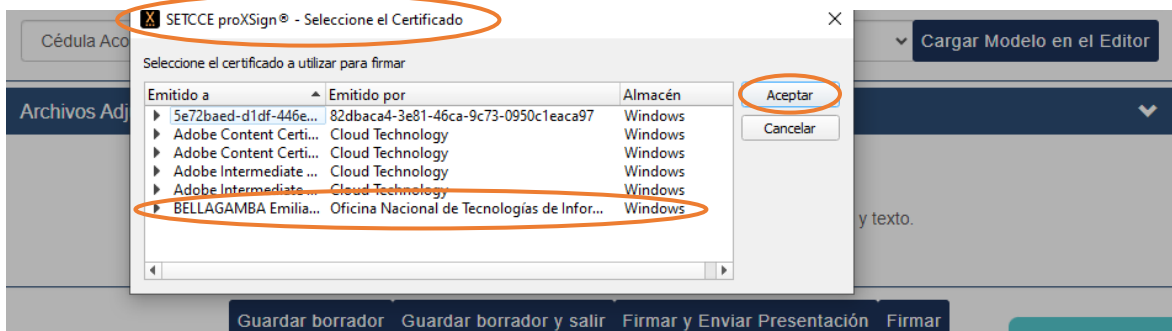 SETCCE proXSign® - Seleccione el Certificado
Cédula Aco
Cargar Modelo en el Editor
Seleccione el certificado a utilizar para firmar
Emitido a Emitido por Almacén
Aceptar
Archivos Adj
5e72baed-d1df-446e... 82dbaca4-3e81-46ca-9c73-0950c1eaca97 Windows
Adobe Content Certi... Cloud Technology Windows
Cancelar
Adobe Content Certi... Cloud Technology Windows
Adobe Intermediate ... Cloud Technology Windows
Adobe Intermediate ... Cloud Technology Windows
BELLAGAMBA Emilia... Oficina Nacional de Tecnologías de Infor... Windows
y texto.
Guardar borrador Guardar borrador y salir Firmar y Enviar Presentación Firmar